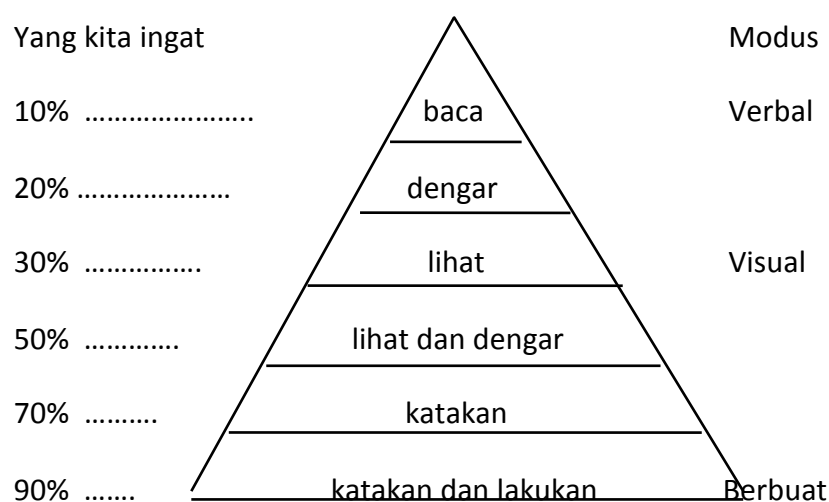 Yang kita ingat Modus
10% ………………….. baca Verbal
20% ………………… dengar
30% ……………. lihat Visual
50% …………. lihat dan dengar
70% ………. katakan
90% ……. katakan dan lakukan Berbuat